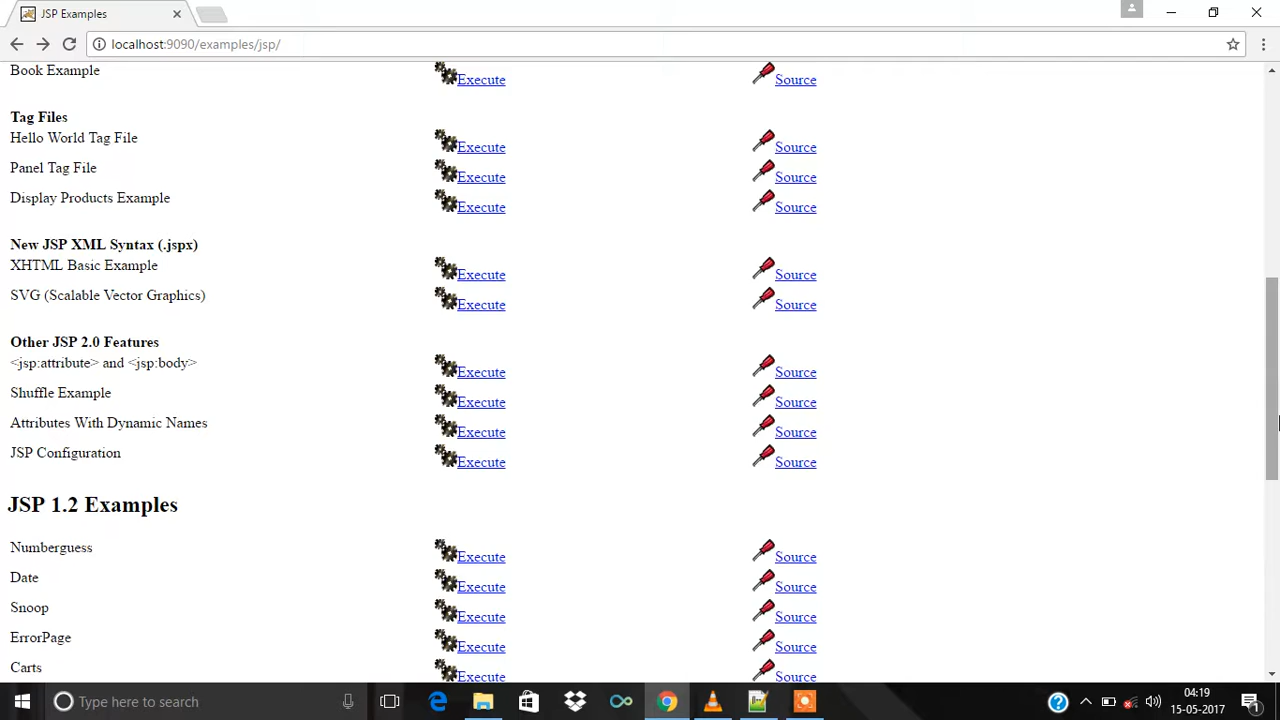 JSP Examples
localhost:9090/examples/jsp/
Book Example Execute Source
Tag Files
Hello World Tag File Execute Source
Panel Tag File Execute Source
Display Products Example Execute Source
New JSP XML Syntax (.jspx)
XHTML Basic Example Execute Source
SVG (Scalable Vector Graphics) Execute Source
Other JSP 2.0 Features
<jsp:attribute> and <jsp:body> Execute Source
Shuffle Example Execute Source
Attributes With Dynamic Names Execute Source
JSP Configuration Execute Source
JSP 1.2 Examples
Numberguess Execute Source
Date Execute Source
Snoop Execute Source
ErrorPage Execute Source
Carts Execute Source
Type here to search
04:19
15-05-2017
1